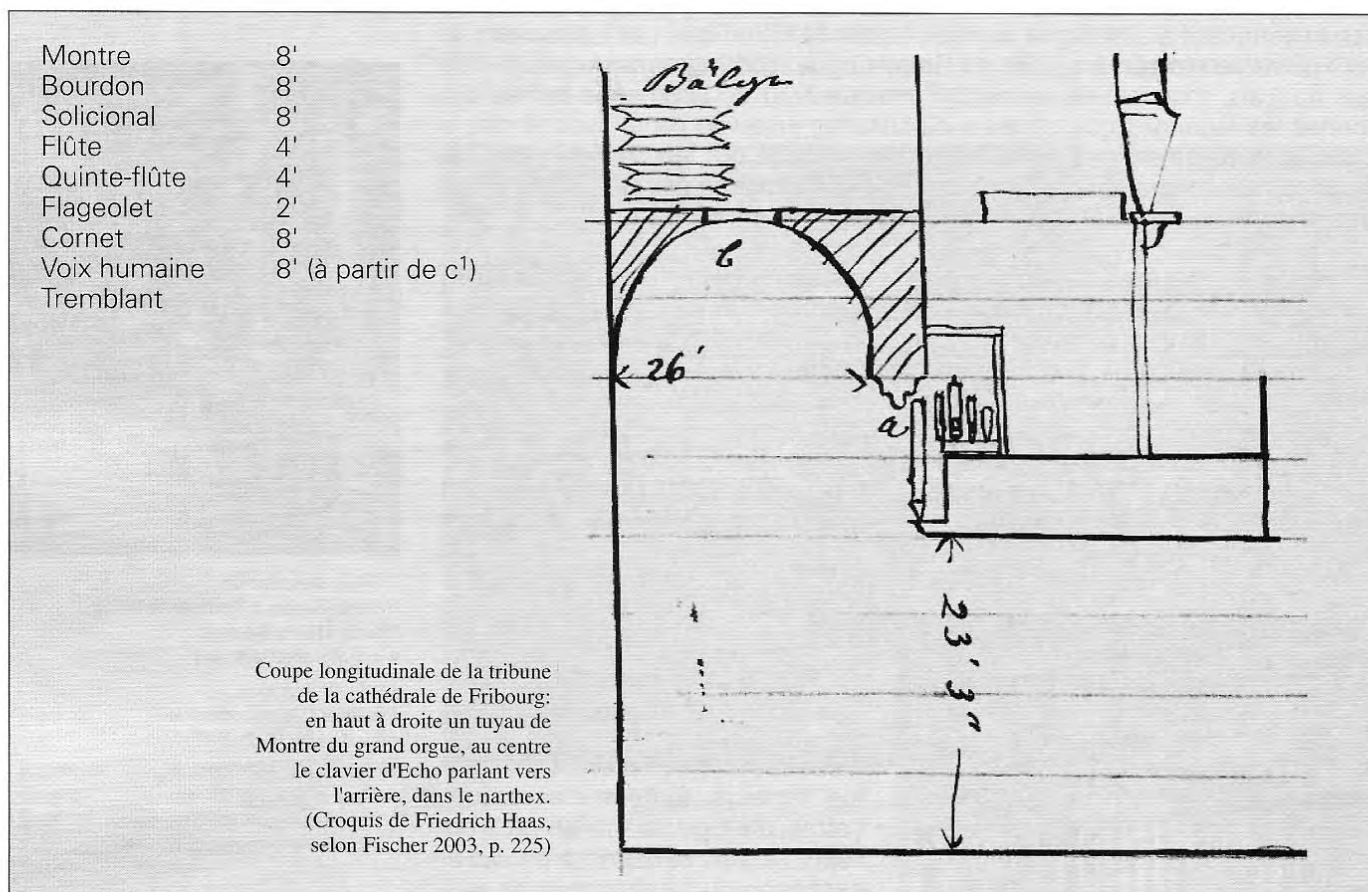 Montre 8'
Bourdon 8'
Solicional 8'
Flûte 4'
Quinte-flûte 4'
Flageolet 2'
Cornet 8'
Voix humaine 8' (à partir de c¹)
Tremblant
26'
a
23' 3"
Coupe longitudinale de la tribune
de la cathédrale de Fribourg:
en haut à droite un tuyau de
Montre du grand orgue, au centre
le clavier d'Echo parlant vers
l'arrière, dans le narthex.
(Croquis de Friedrich Haas,
selon Fischer 2003, p. 225)